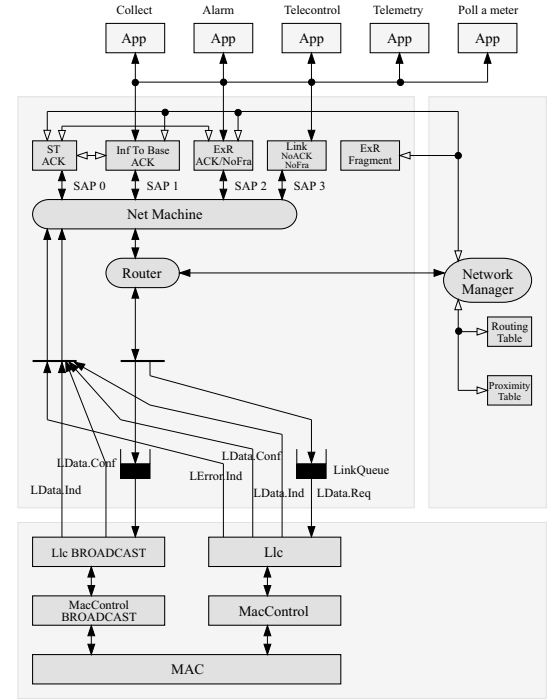 Collect Alarm Telecontrol Telemetry Poll a meter
App App App App App
ST
ACK
Inf To Base
ACK
ExR
ACK/NoFra
Link
NoACK
NoFra
ExR
Fragment
SAP 0 SAP 1 SAP 2 SAP 3
Net Machine
Router
Network
Manager
Routing
Table
Proximity
Table
LData.Conf
LData.Ind
LData.Conf
LError.Ind
LData.Ind
LData.Req
LinkQueue
Llc BROADCAST
Llc
MacControl
BROADCAST
MacControl
MAC